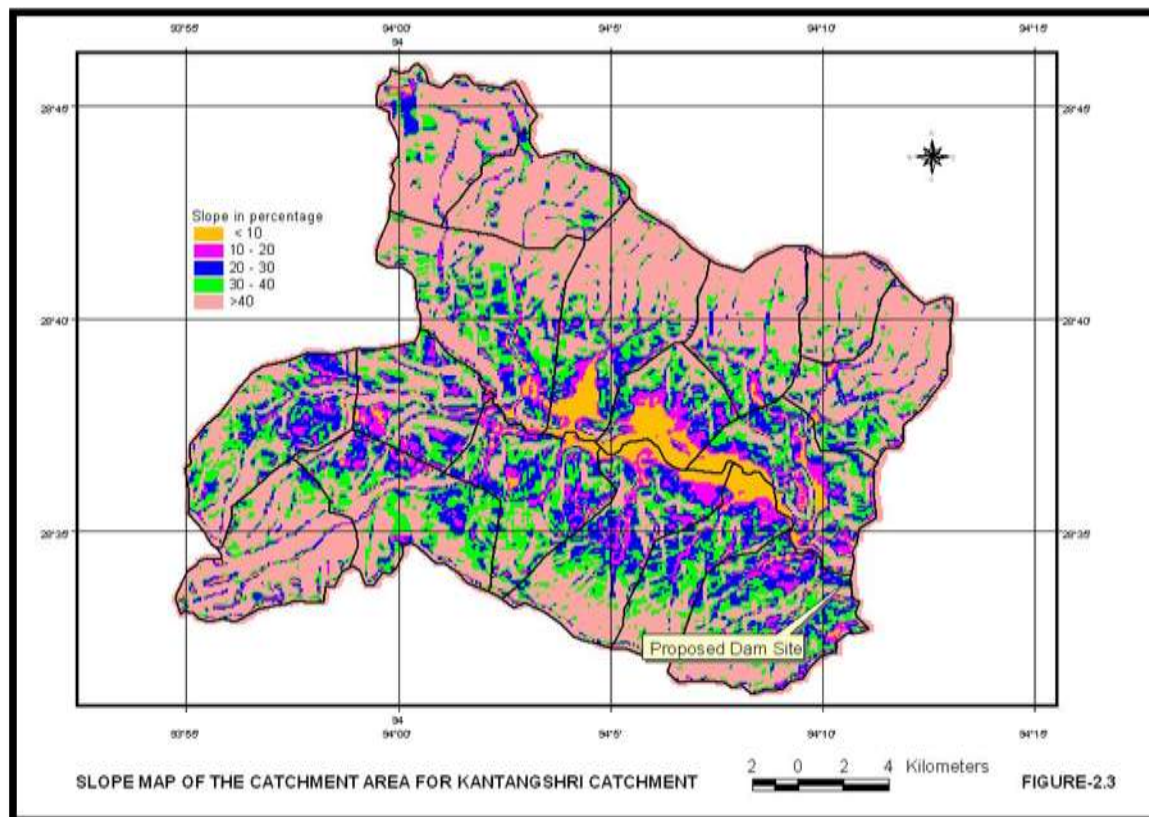 93°55' 94°00' 94°5' 94°10' 94°15'
94
28°45' 28°45'
Slope in percentage
< 10
10 - 20
20 - 30
30 - 40
>40
28°40' 28°40'
28°35' 28°35'
Proposed Dam Site
94
93°55' 94°00' 94°5' 94°10' 94°15'
2 0 2 4 Kilometers
SLOPE MAP OF THE CATCHMENT AREA FOR KANTANGSHRI CATCHMENT FIGURE-2.3